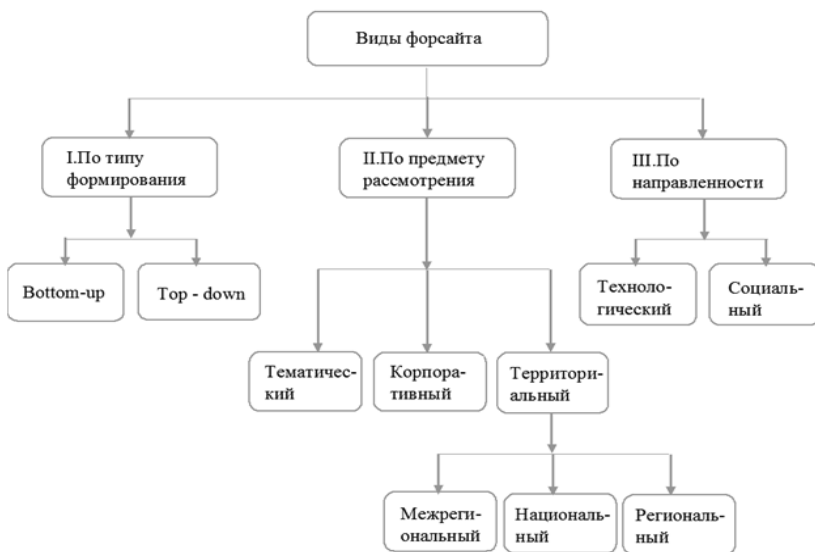 Виды форсайта
I.По типу
формирования
II.По предмету
рассмотрения
III.По
направленности
Bottom-up
Top - down
Техноло-
гический
Социаль-
ный
Тематичес-
кий
Корпора-
тивный
Территори-
альный
Межреги-
ональный
Националь-
ный
Региональ-
ный